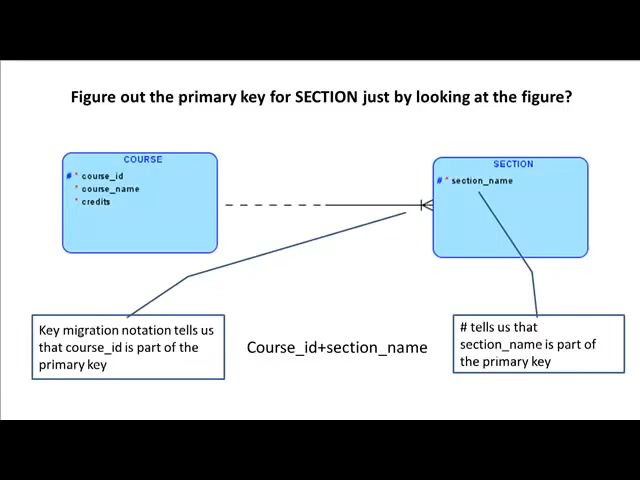 Figure out the primary key for SECTION just by looking at the figure?
COURSE
# * course_id
* course_name
* credits
SECTION
# * section_name
Key migration notation tells us
that course_id is part of the
primary key
Course_id+section_name
# tells us that
section_name is part of
the primary key